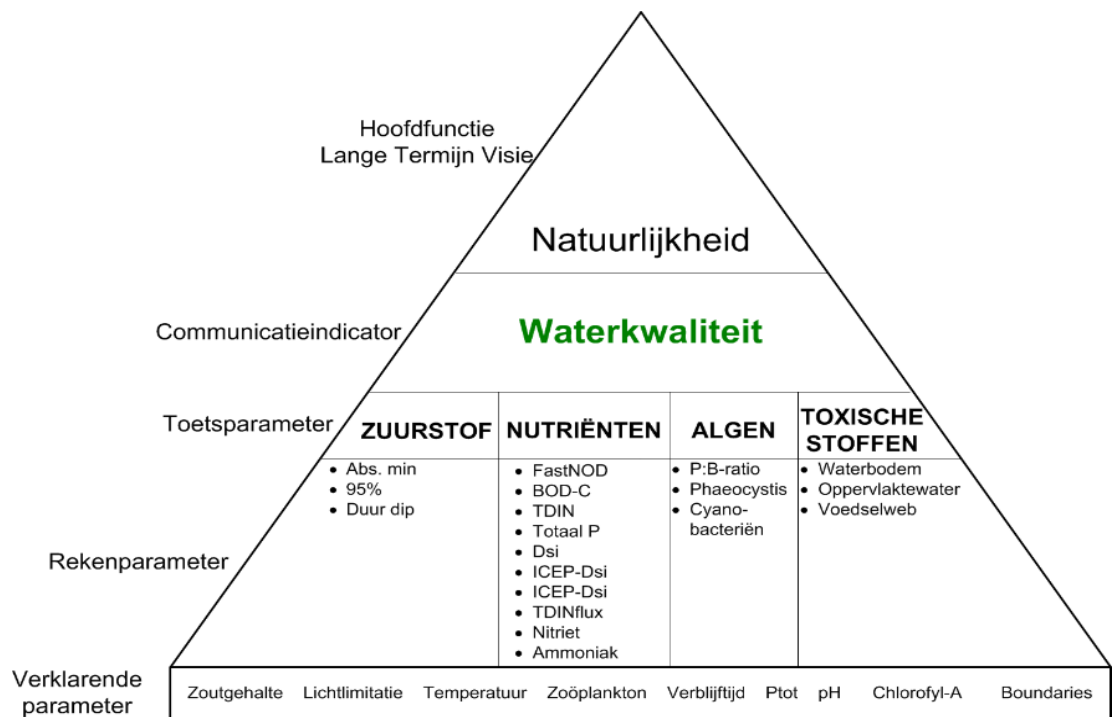 Hoofdfunctie
Lange Termijn Visie
Natuurlijkheid
Communicatieindicator
Waterkwaliteit
Toetsparameter
ZUURSTOF
NUTRIËNTEN
ALGEN
TOXISCHE
STOFFEN
Rekenparameter
• Abs. min
• 95%
• Duur dip
• FastNOD
• BOD-C
• TDIN
• Totaal P
• Dsi
• ICEP-Dsi
• ICEP-Dsi
• TDINflux
• Nitriet
• Ammoniak
• P:B-ratio
• Phaeocystis
• Cyano-
bacteriën
• Waterbodem
• Oppervlaktewater
• Voedselweb
Verklarende
parameter
Zoutgehalte Lichtlimitatie Temperatuur Zoöplankton Verblijftijd Ptot pH Chlorofyl-A Boundaries